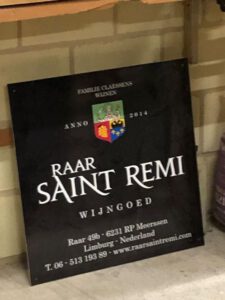 FAMILIE CLAESSENS
WIJNEN
ANNO 2014
RAAR
SAINT REMI
WIJNGOED
Raar 49b - 6231 RP Meerssen
Limburg - Nederland
T. 06 - 513 193 89 - www.raarsaintremi.com